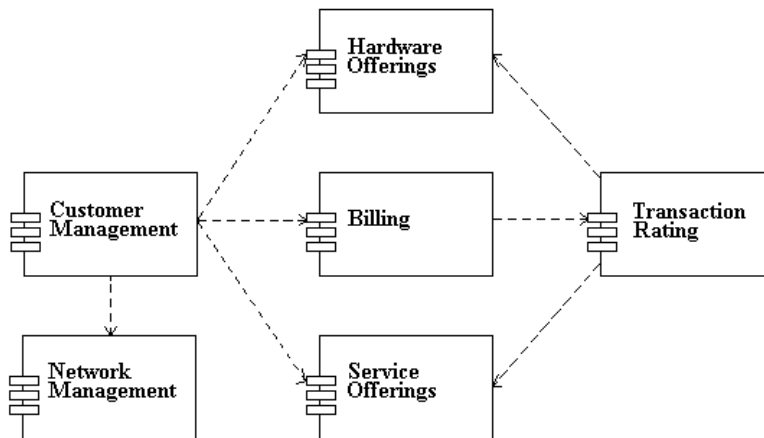 Hardware
Offerings
Customer
Management
Billing
Transaction
Rating
Network
Management
Service
Offerings